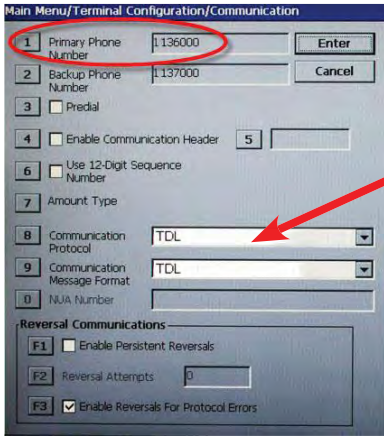 Main Menu/Terminal Configuration/Communication
1 Primary Phone Number 1136000 Enter
2 Backup Phone Number 1137000 Cancel
3 Predial
4 Enable Communication Header 5
6 Use 12-Digit Sequence Number
7 Amount Type
8 Communication Protocol TDL
9 Communication Message Format TDL
0 NUA Number
Reversal Communications
F1 Enable Persistent Reversals
F2 Reversal Attempts 0
F3 Enable Reversals For Protocol Errors